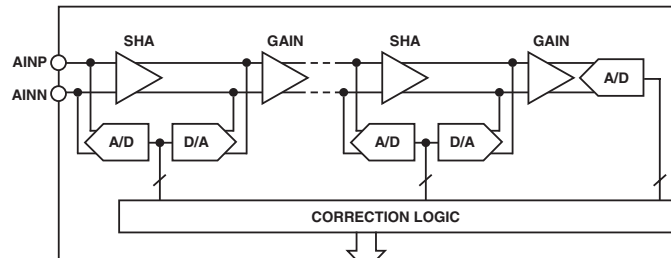 SHA GAIN SHA GAIN
AINP
A/D
AINN
A/D D/A A/D D/A
CORRECTION LOGIC